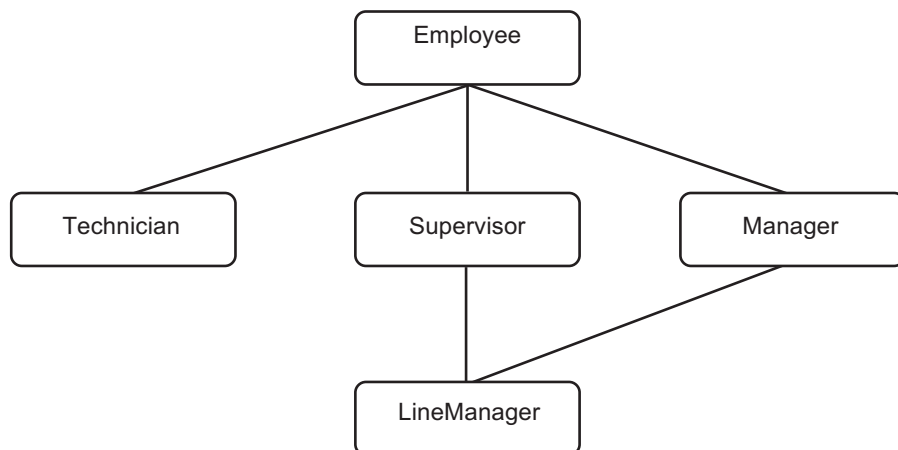 Employee
Technician
Supervisor
Manager
LineManager